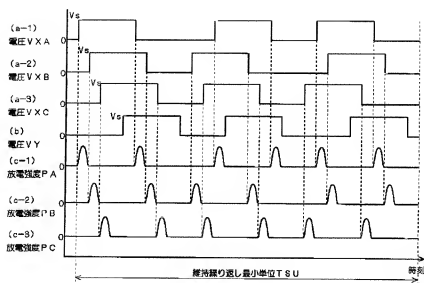 (a-1) Vs
電圧VXA 0
(a-2) Vs
電圧VXB 0
(a-3) Vs
電圧VXC 0
(b) Vs
電圧VY 0
(c-1)
放電強度PA 0
(c-2)
放電強度PB 0
(c-3)
放電強度PC 0
時刻
維持繰り返し最小単位TSU